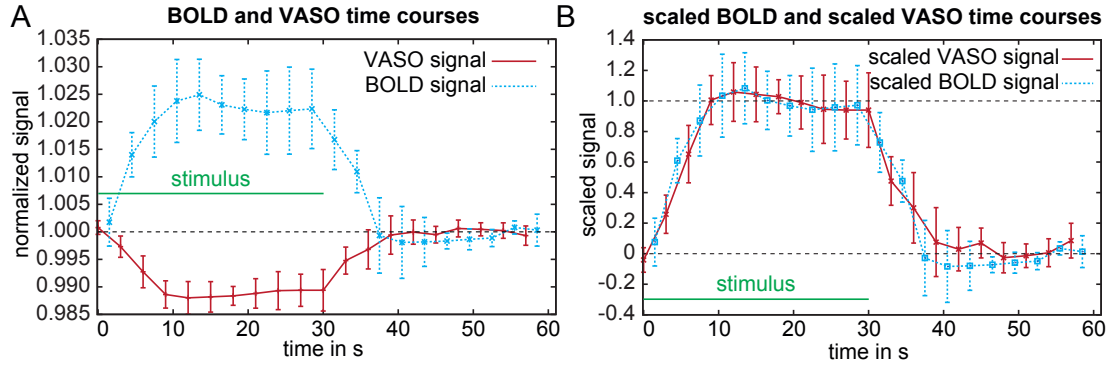 A
BOLD and VASO time courses
1.035
1.030
1.025
1.020
1.015
1.010
1.005
1.000
0.995
0.990
0.985
normalized signal
VASO signal
BOLD signal
stimulus
0 10 20 30 40 50 60
time in s
B
scaled BOLD and scaled VASO time courses
1.4
1.2
1.0
0.8
0.6
0.4
0.2
0
-0.2
-0.4
scaled signal
scaled VASO signal
scaled BOLD signal
stimulus
0 10 20 30 40 50 60
time in s